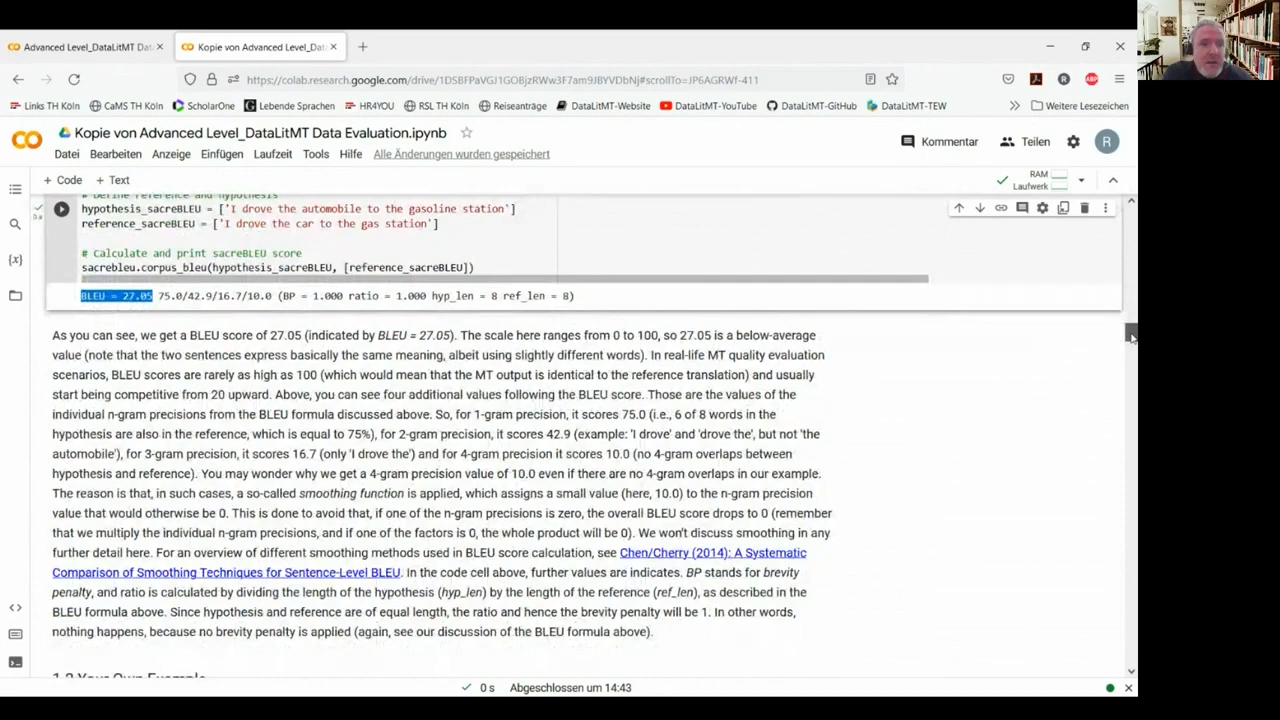 Advanced Level_DataLitMT Dat
Kopie von Advanced Level_Data
https://colab.research.google.com/drive/1DSBFPaVGJ1GOBjzRWw3F7am9JBYVDbNj#scrollTo=JP6AGRWf-411
Links TH Köln
CaMS TH Köln
ScholarOne
Lebende Sprachen
HR4YOU
RSL TH Köln
Reiseanträge
DataLitMT-Website
DataLitMT-YouTube
DataLitMT-GitHub
DataLitMT-TEW
Weitere Lesezeichen
Kopie von Advanced Level_DataLitMT Data Evaluation.ipynb
Kommentar
Teilen
R
Datei Bearbeiten Anzeige Einfügen Laufzeit Tools Hilfe Alle Änderungen wurden gespeichert
+ Code + Text
RAM
Laufwerk
# Define reference and hypothesis
hypothesis_sacreBLEU = ['I drove the automobile to the gasoline station']
reference_sacreBLEU = ['I drove the car to the gas station']
# Calculate and print sacreBLEU score
sacrebleu.corpus_bleu(hypothesis_sacreBLEU, [reference_sacreBLEU])
BLEU = 27.05 75.0/42.9/16.7/10.0 (BP = 1.000 ratio = 1.000 hyp_len = 8 ref_len = 8)
As you can see, we get a BLEU score of 27.05 (indicated by BLEU = 27.05). The scale here ranges from 0 to 100, so 27.05 is a below-average
value (note that the two sentences express basically the same meaning, albeit using slightly different words). In real-life MT quality evaluation
scenarios, BLEU scores are rarely as high as 100 (which would mean that the MT output is identical to the reference translation) and usually
start being competitive from 20 upward. Above, you can see four additional values following the BLEU score. Those are the values of the
individual n-gram precisions from the BLEU formula discussed above. So, for 1-gram precision, it scores 75.0 (i.e., 6 of 8 words in the
hypothesis are also in the reference, which is equal to 75%), for 2-gram precision, it scores 42.9 (example: 'I drove' and 'drove the', but not 'the
automobile'), for 3-gram precision, it scores 16.7 (only 'I drove the') and for 4-gram precision it scores 10.0 (no 4-gram overlaps between
hypothesis and reference). You may wonder why we get a 4-gram precision value of 10.0 even if there are no 4-gram overlaps in our example.
The reason is that, in such cases, a so-called smoothing function is applied, which assigns a small value (here, 10.0) to the n-gram precision
value that would otherwise be 0. This is done to avoid that, if one of the n-gram precisions is zero, the overall BLEU score drops to 0 (remember
that we multiply the individual n-gram precisions, and if one of the factors is 0, the whole product will be 0). We won't discuss smoothing in any
further detail here. For an overview of different smoothing methods used in BLEU score calculation, see Chen/Cherry (2014): A Systematic
Comparison of Smoothing Techniques for Sentence-Level BLEU. In the code cell above, further values are indicates. BP stands for brevity
penalty, and ratio is calculated by dividing the length of the hypothesis (hyp_len) by the length of the reference (ref_len), as described in the
BLEU formula above. Since hypothesis and reference are of equal length, the ratio and hence the brevity penalty will be 1. In other words,
nothing happens, because no brevity penalty is applied (again, see our discussion of the BLEU formula above).
1.2 Your Own Example
0 s Abgeschlossen um 14:43